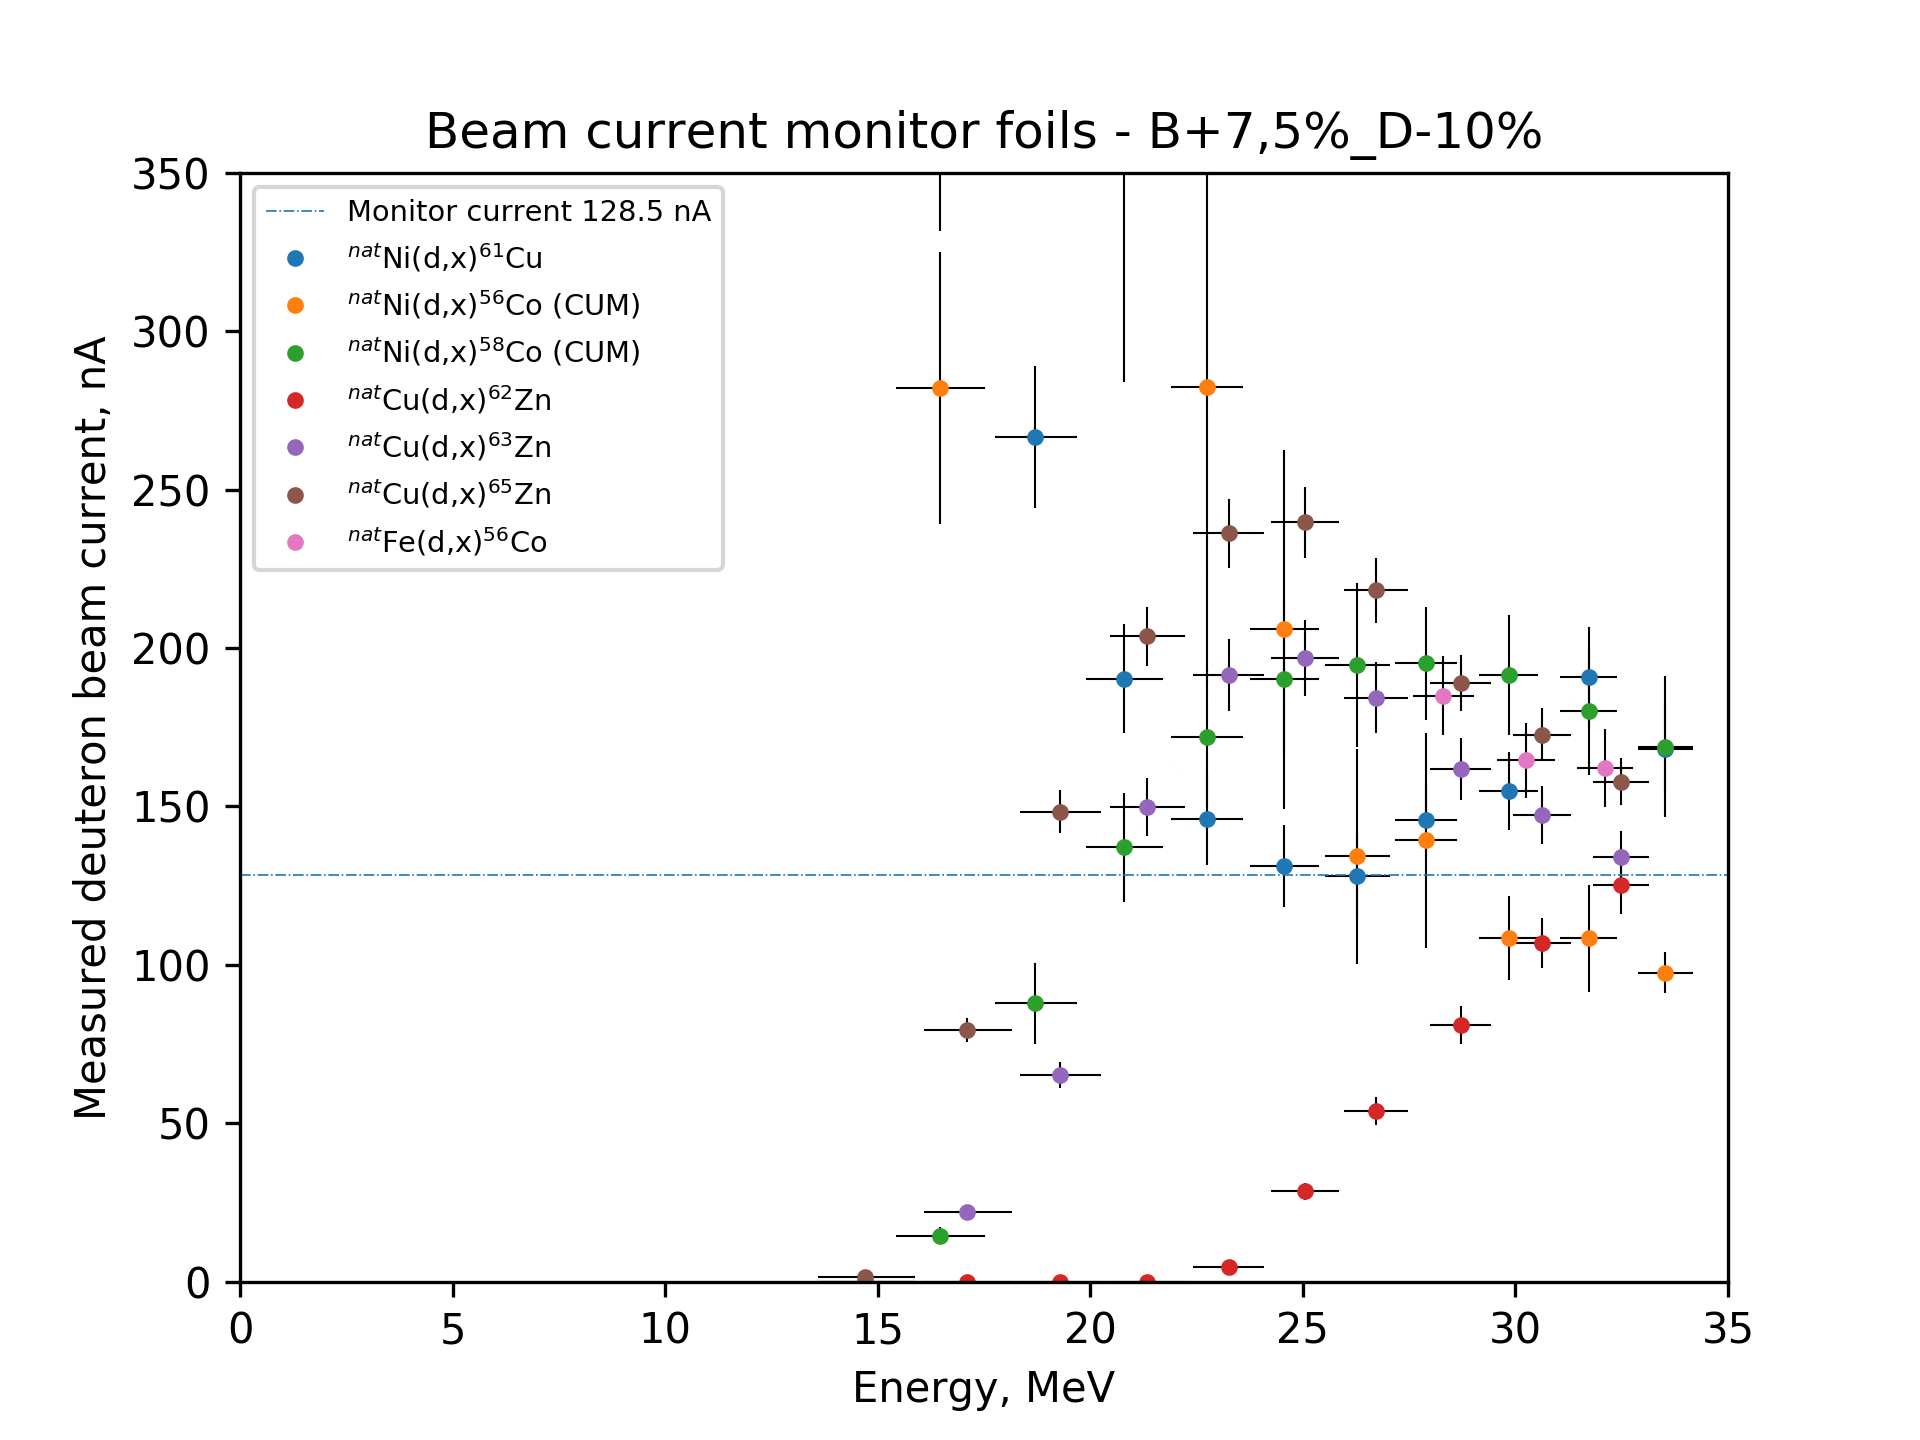 Beam current monitor foils - B+7,5%_D-10%
Measured deuteron beam current, nA
350
300
250
200
150
100
50
0
Monitor current 128.5 nA
natNi(d,x)61Cu
natNi(d,x)56Co (CUM)
natNi(d,x)58Co (CUM)
natCu(d,x)62Zn
natCu(d,x)63Zn
natCu(d,x)65Zn
natFe(d,x)56Co
0 5 10 15 20 25 30 35
Energy, MeV